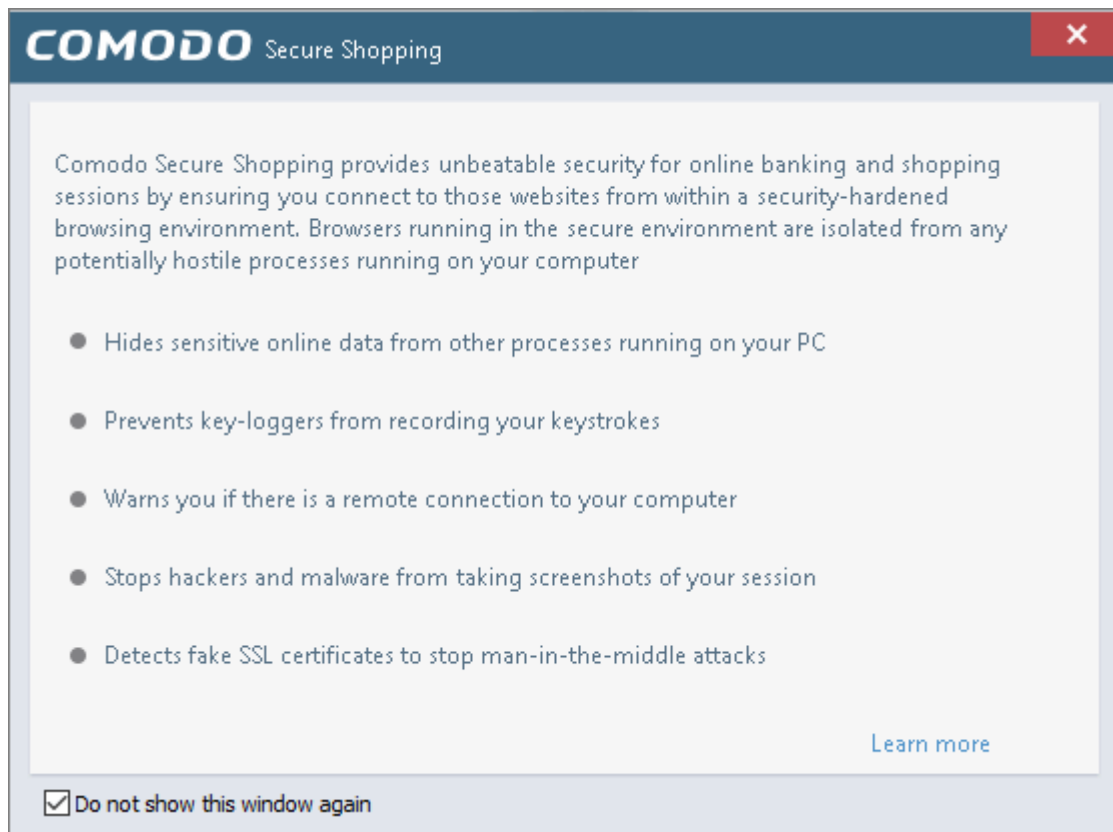 COMODO Secure Shopping
Comodo Secure Shopping provides unbeatable security for online banking and shopping
sessions by ensuring you connect to those websites from within a security-hardened
browsing environment. Browsers running in the secure environment are isolated from any
potentially hostile processes running on your computer
Hides sensitive online data from other processes running on your PC
Prevents key-loggers from recording your keystrokes
Warns you if there is a remote connection to your computer
Stops hackers and malware from taking screenshots of your session
Detects fake SSL certificates to stop man-in-the-middle attacks
Learn more
Do not show this window again